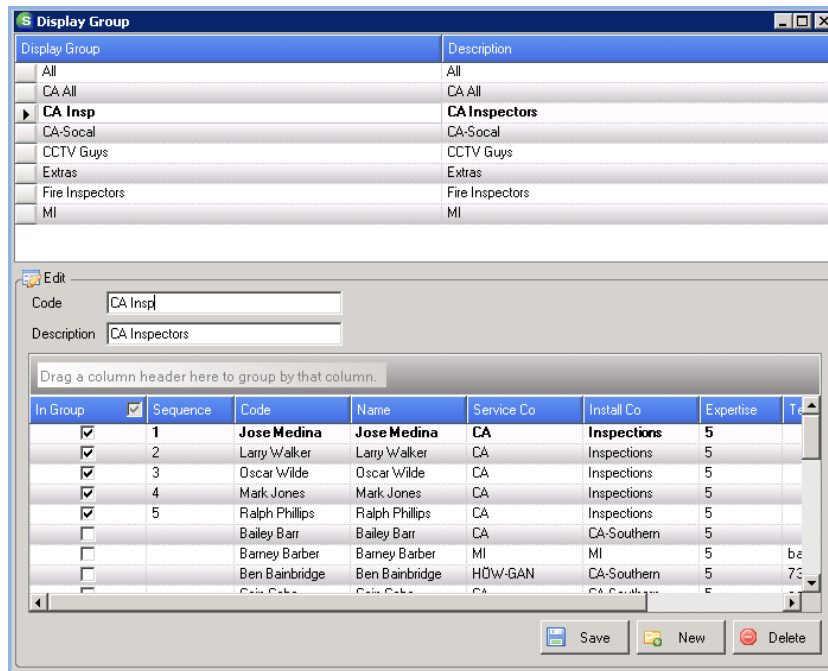 Display Group
Display Group Description
All All
CA All CA All
CA Insp CA Inspectors
CA-Socal CA-Socal
CCTV Guys CCTV Guys
Extras Extras
Fire Inspectors Fire Inspectors
MI MI
Edit
Code CA Insp
Description CA Inspectors
Drag a column header here to group by that column.
In Group Sequence Code Name Service Co Install Co Expertise Te
1 Jose Medina Jose Medina CA Inspections 5
2 Larry Walker Larry Walker CA Inspections 5
3 Oscar Wilde Oscar Wilde CA Inspections 5
4 Mark Jones Mark Jones CA Inspections 5
5 Ralph Phillips Ralph Phillips CA Inspections 5
Bailey Barr Bailey Barr CA CA-Southern 5
Barney Barber Barney Barber MI MI 5 ba
Ben Bainbridge Ben Bainbridge HÖW-GAN CA-Southern 5 73
Save New Delete